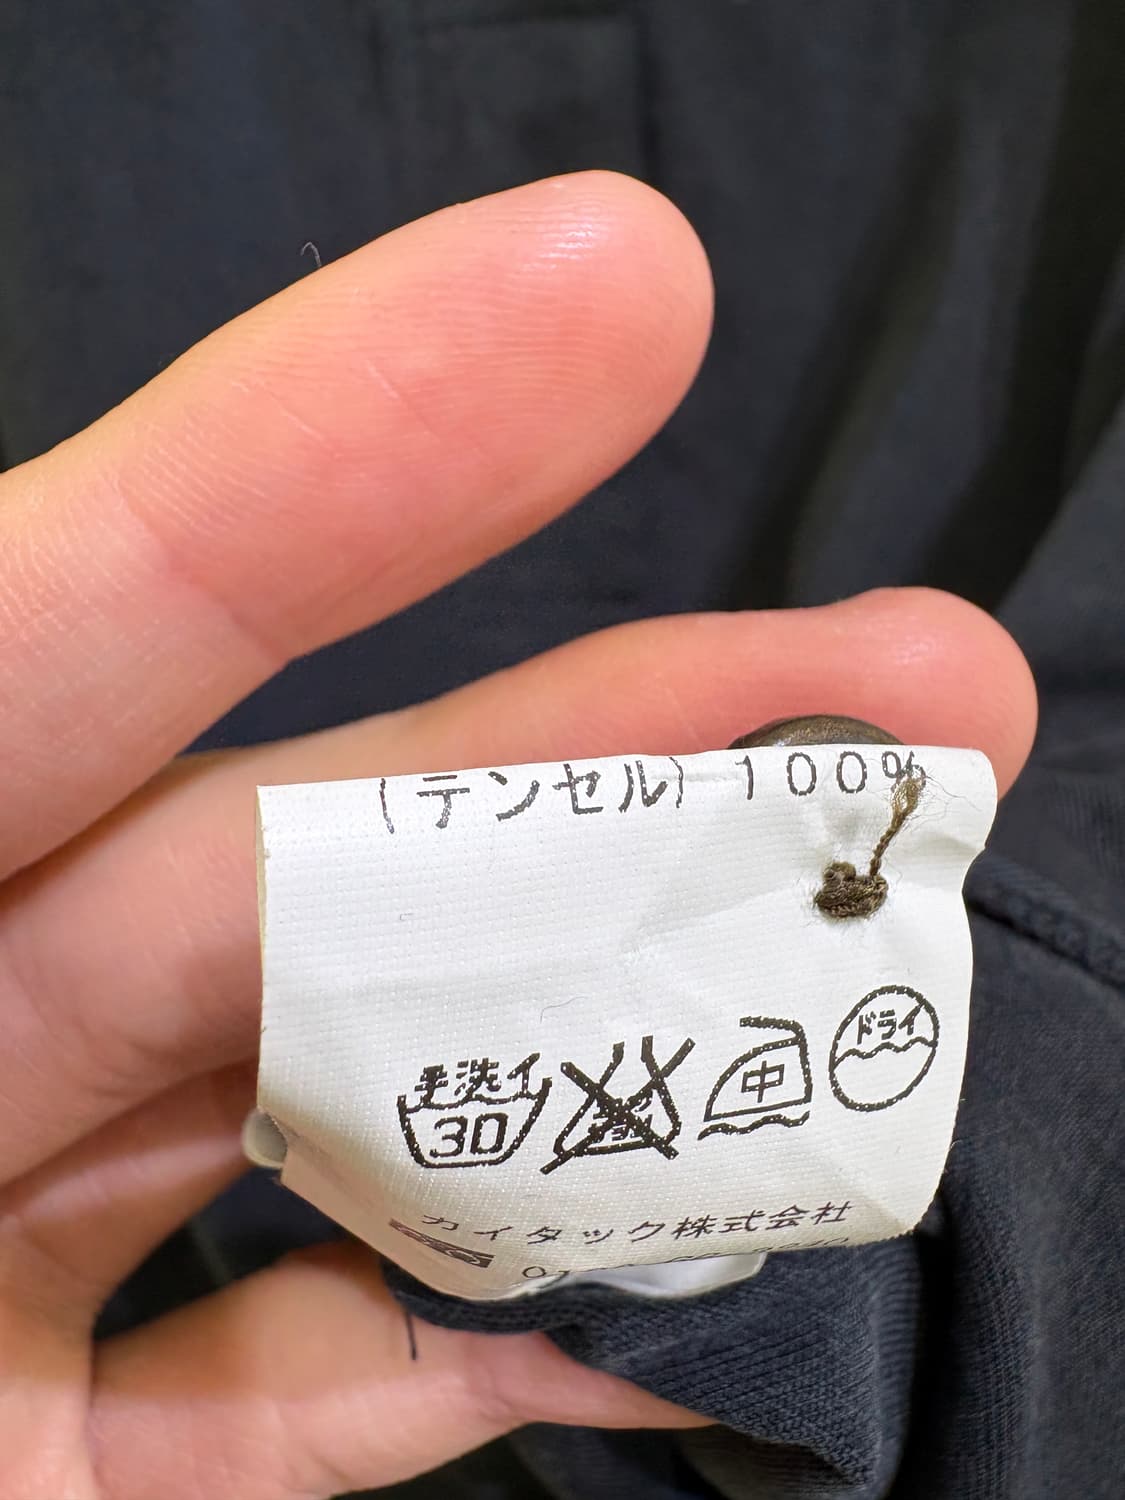 (テンセル) 100%
手洗イ
30
中
ドライ
カイタック株式会社